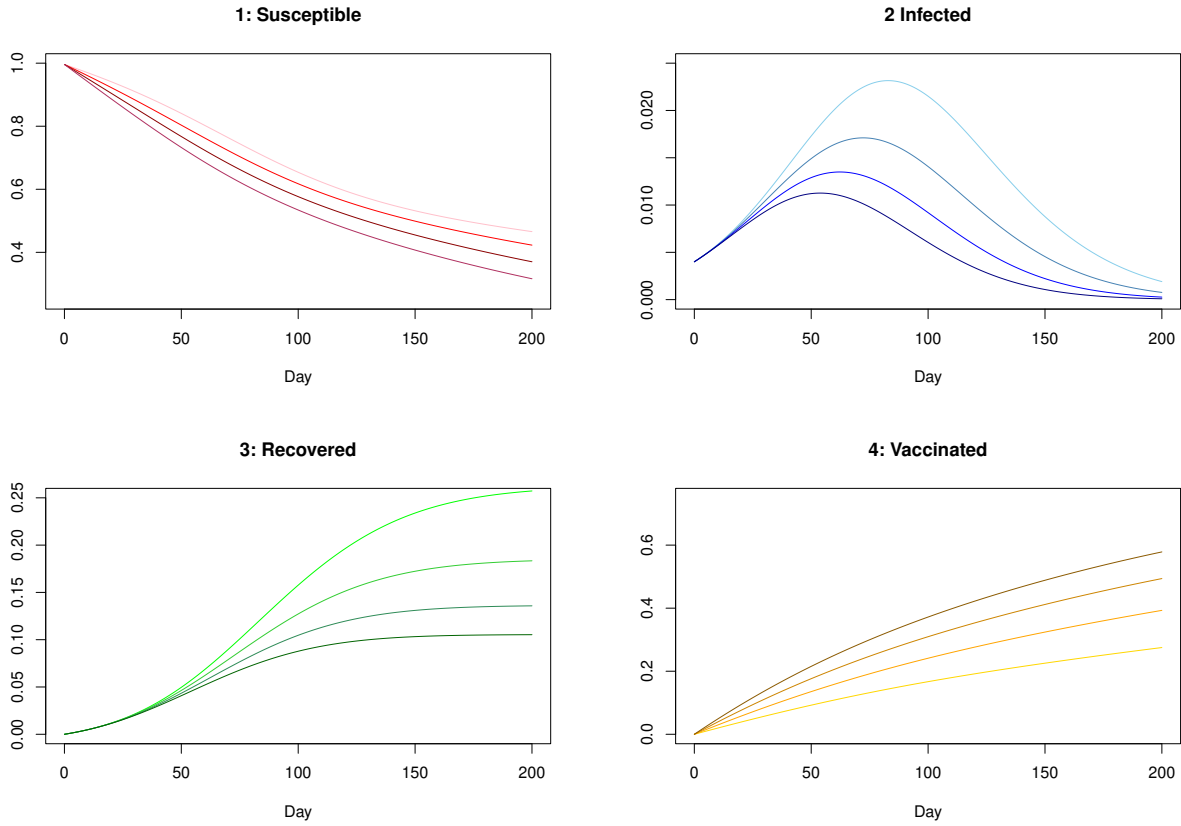 1: Susceptible
0.4 0.6 0.8 1.0
0 50 100 150 200
Day
2 Infected
0.000 0.010 0.020
0 50 100 150 200
Day
3: Recovered
0.00 0.05 0.10 0.15 0.20 0.25
0 50 100 150 200
Day
4: Vaccinated
0.0 0.2 0.4 0.6
0 50 100 150 200
Day